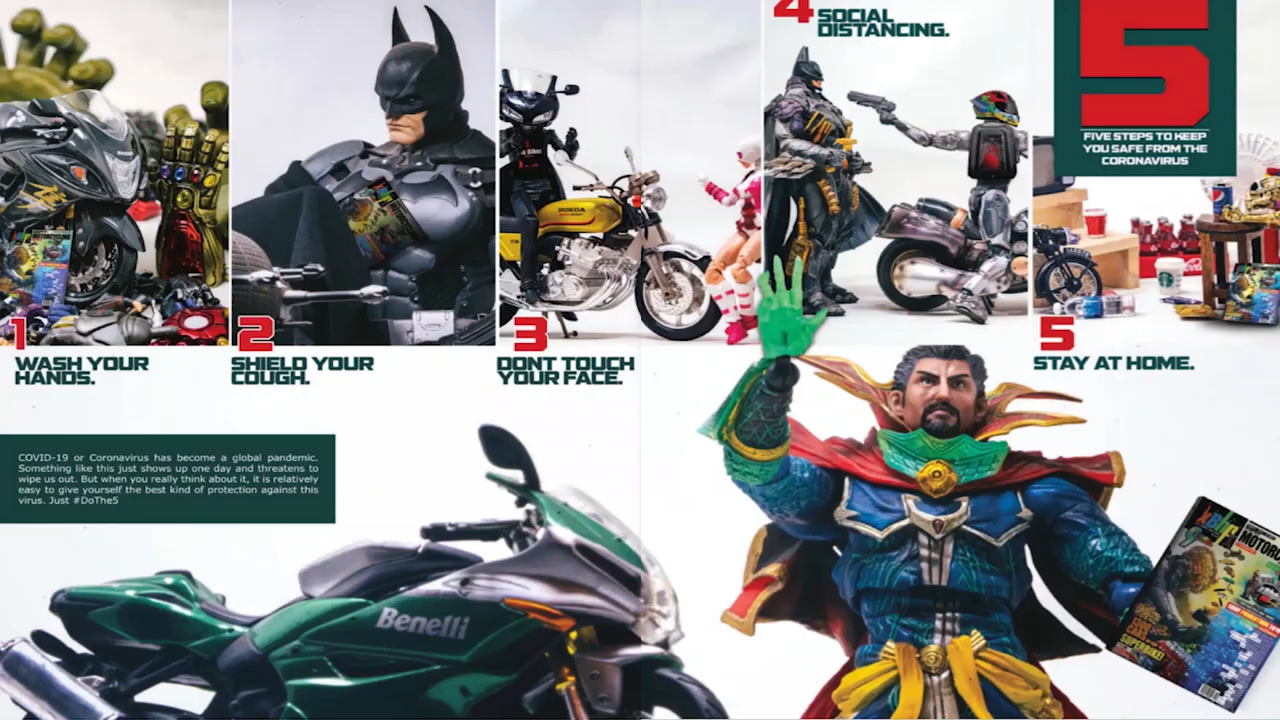 4 SOCIAL
DISTANCING.
5
FIVE STEPS TO KEEP
YOU SAFE FROM THE
CORONAVIRUS
HONDA
1
WASH YOUR
HANDS.
2
SHIELD YOUR
COUGH.
3
DONT TOUCH
YOUR FACE.
5
STAY AT HOME.
COVID-19 or Coronavirus has become a global pandemic.
Something like this just shows up one day and threatens to
wipe us out. But when you really think about it, it is relatively
easy to give yourself the best kind of protection against this
virus. Just #DoThe5
Benelli
SUPERBIKE!